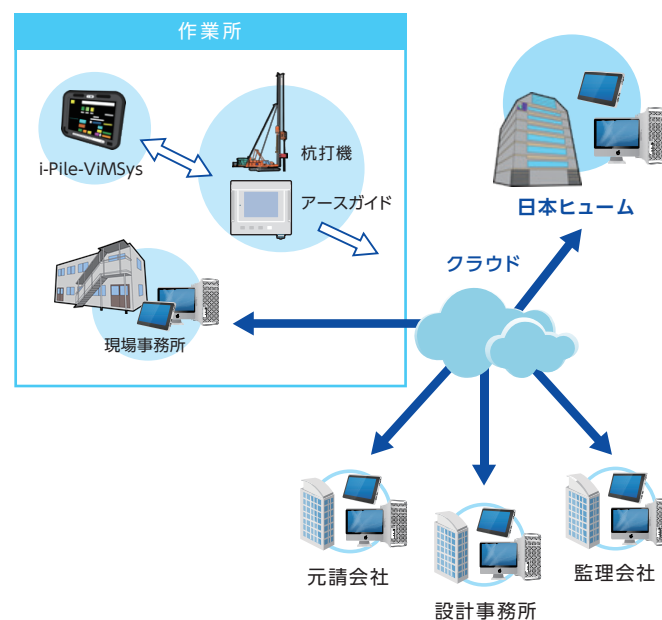 作業所
i-Pile-ViMSys
杭打機
アースガイド
現場事務所
日本ヒューム
クラウド
元請会社
設計事務所
監理会社